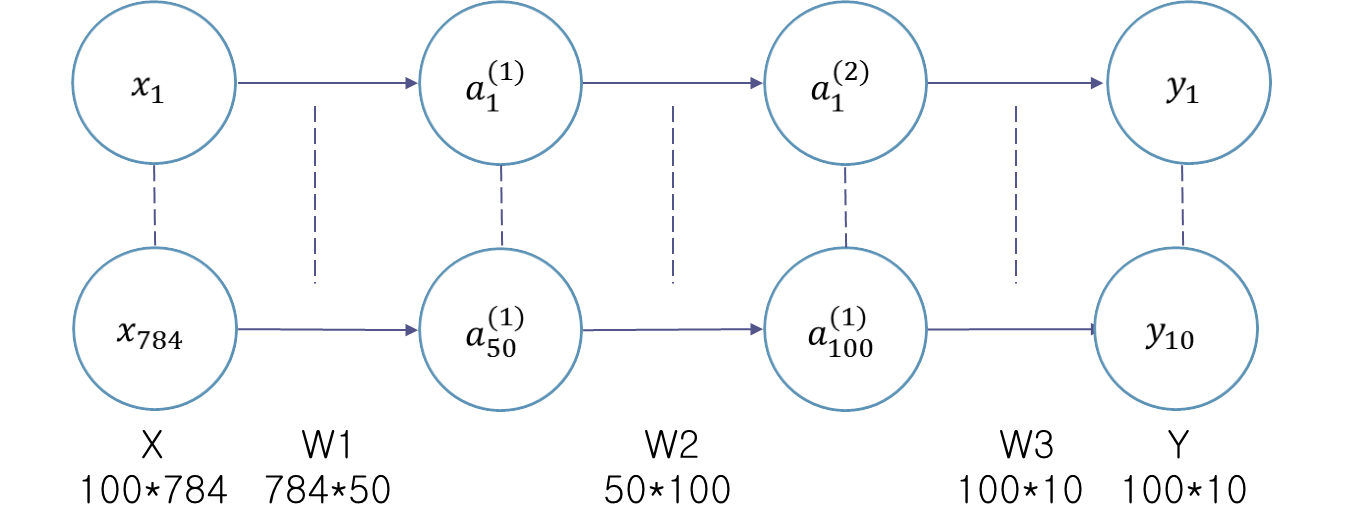 x₁ a₁⁽¹⁾ a₁⁽²⁾ y₁
x₇₈₄ a₅₀⁽¹⁾ a₁₀₀⁽¹⁾ y₁₀
X W1 W2 W3 Y
100*784 784*50 50*100 100*10 100*10